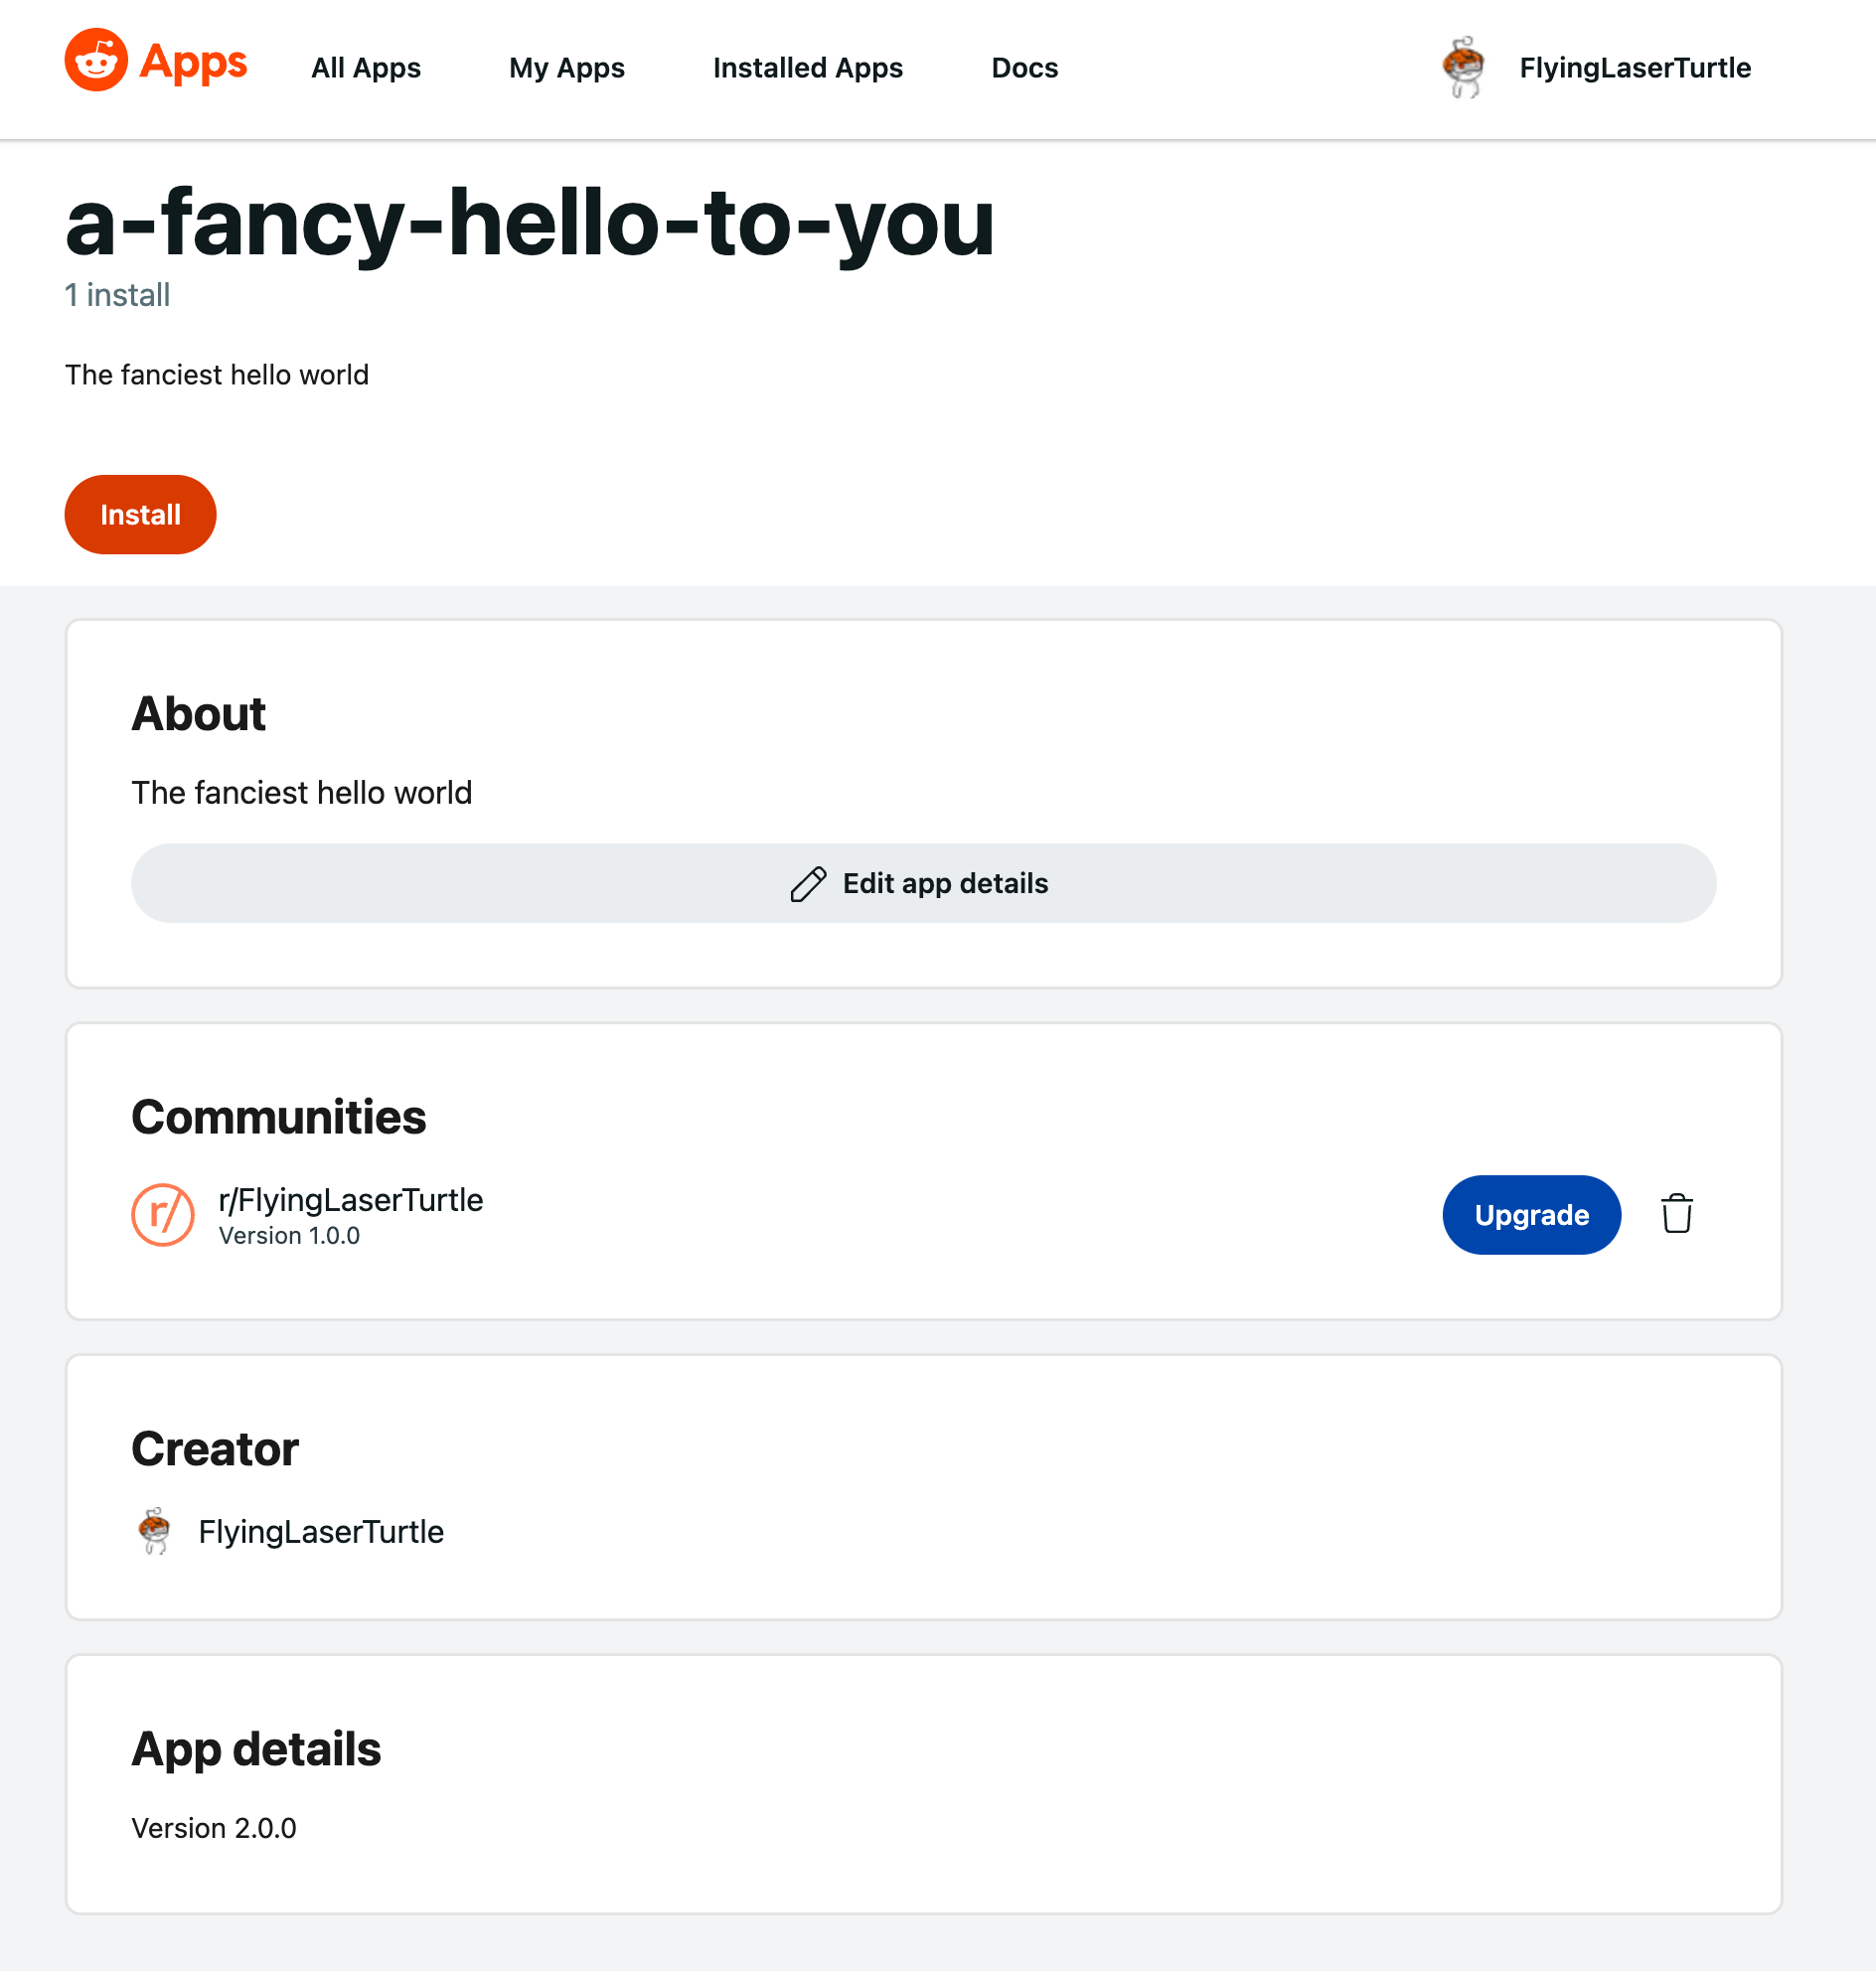 Apps
All Apps
My Apps
Installed Apps
Docs
FlyingLaserTurtle
a-fancy-hello-to-you
1 install
The fanciest hello world
Install
About
The fanciest hello world
Edit app details
Communities
r/
r/FlyingLaserTurtle
Version 1.0.0
Upgrade
Creator
FlyingLaserTurtle
App details
Version 2.0.0